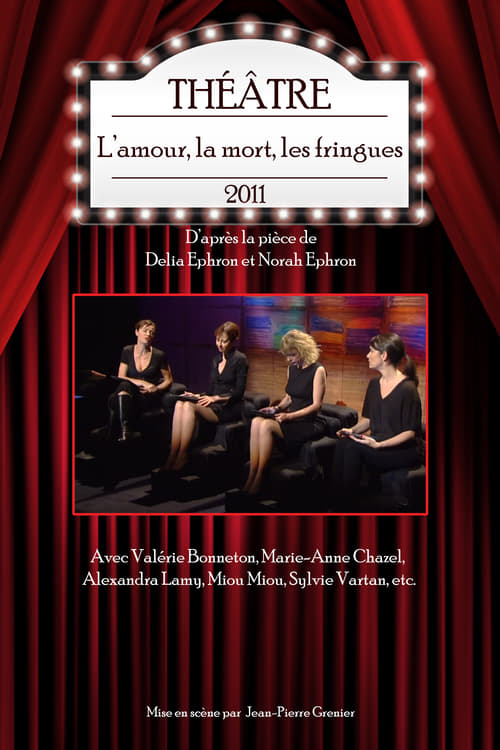 THÉÂTRE
L'amour, la mort, les fringues
2011
D'après la pièce de
Delia Ephron et Norah Ephron
Avec Valérie Bonneton, Marie-Anne Chazel,
Alexandra Lamy, Miou Miou, Sylvie Vartan, etc.
Mise en scène par Jean-Pierre Grenier